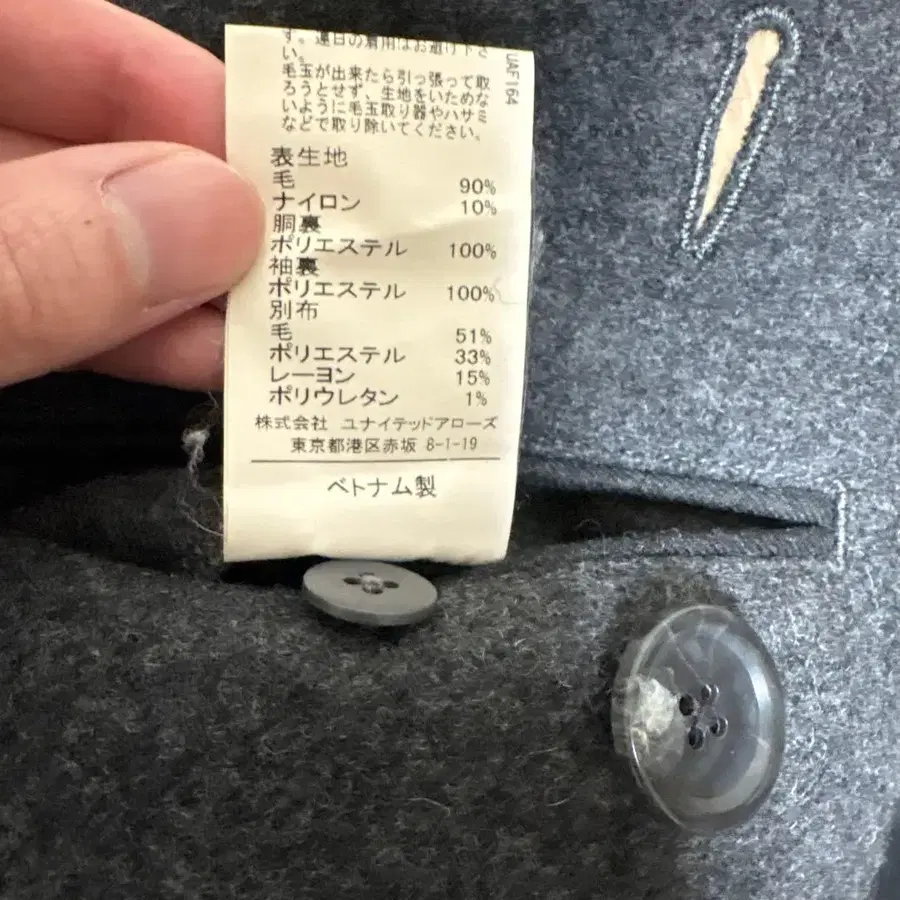 す。連日の着用はお避け下さ
い。
毛玉が出来たら引っ張って取
ろうとせず、生地をいためな
いように毛玉取り器やハサミ
などで取り除いてください。
UAF164
表生地
毛 90%
ナイロン 10%
胴裏
ポリエステル 100%
袖裏
ポリエステル 100%
別布
毛 51%
ポリエステル 33%
レーヨン 15%
ポリウレタン 1%
株式会社 ユナイテッドアローズ
東京都港区赤坂 8-1-19
ベトナム製